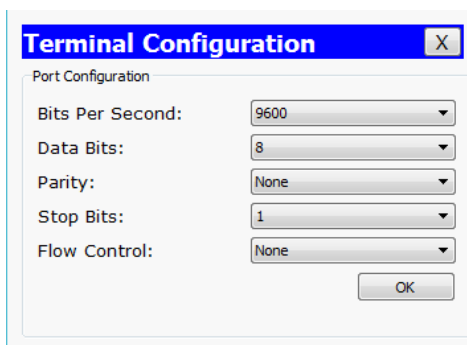 Terminal Configuration X
Port Configuration
Bits Per Second: 9600
Data Bits: 8
Parity: None
Stop Bits: 1
Flow Control: None
OK